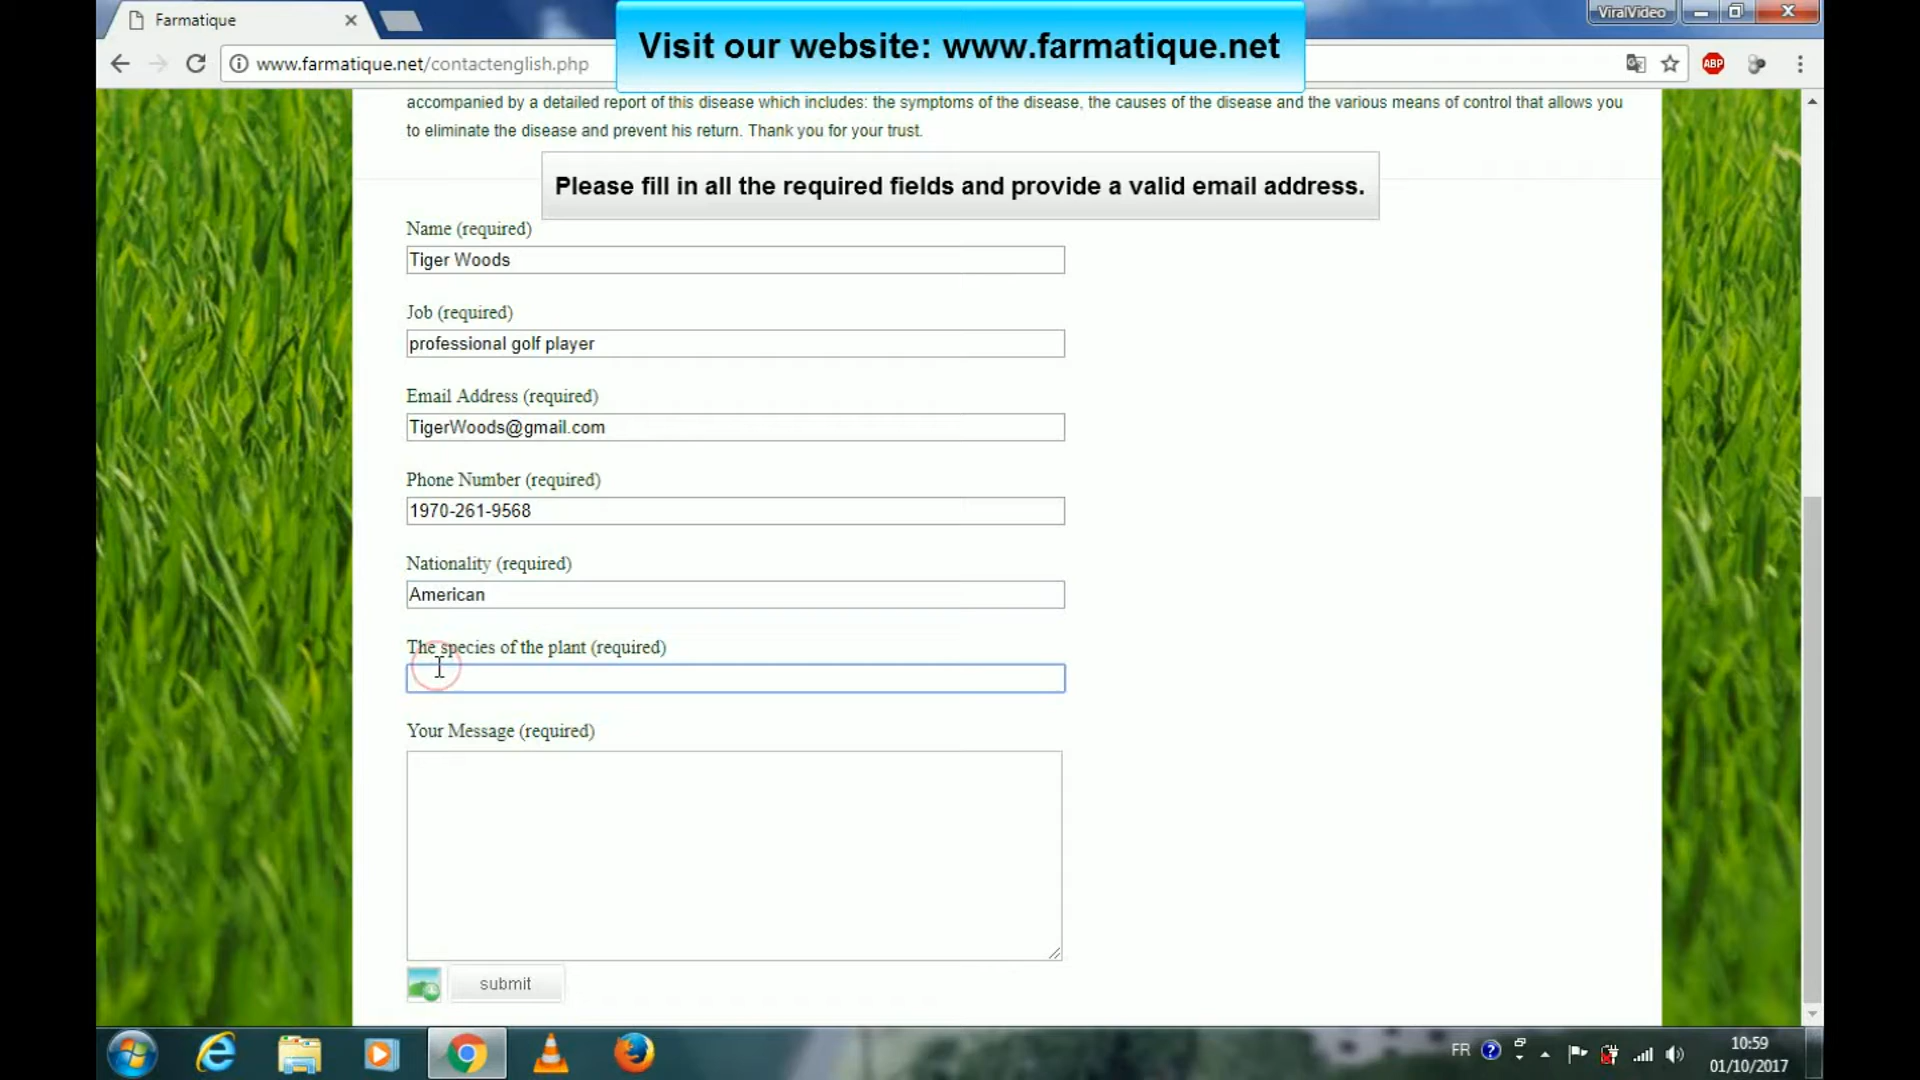 Farmatique
ViralVideo
Visit our website: www.farmatique.net
www.farmatique.net/contactenglish.php
ABP
accompanied by a detailed report of this disease which includes: the symptoms of the disease, the causes of the disease and the various means of control that allows you
to eliminate the disease and prevent his return. Thank you for your trust.
Please fill in all the required fields and provide a valid email address.
Name (required)
Tiger Woods
Job (required)
professional golf player
Email Address (required)
TigerWoods@gmail.com
Phone Number (required)
1970-261-9568
Nationality (required)
American
The species of the plant (required)
Your Message (required)
submit
FR
10:59
01/10/2017